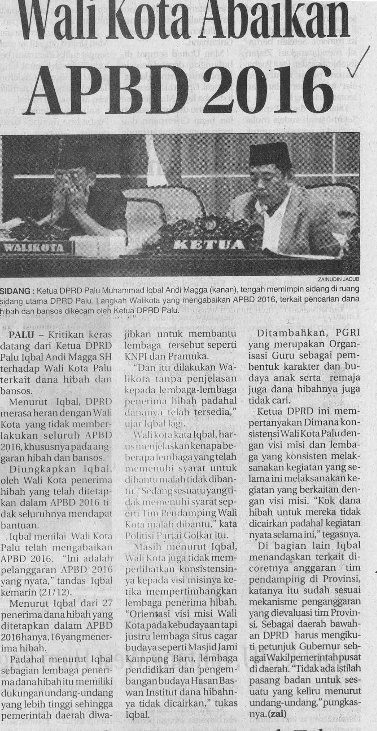 Wali Kota Abaikan
APBD 2016
WALIKOTA
KETUA
ZAINUDIN JACUB
SIDANG : Ketua DPRD Palu Muhammad Iqbal Andi Magga (kanan), tengah memimpin sidang di ruang
sidang utama DPRD Palu. Langkah Walikota yang mengabaikan APBD 2016, terkait pencarian dana
hibah dan bansos dikecam oleh Ketua DPRD Palu.
PALU – Kritikan keras
datang dari Ketua DPRD
Palu Iqbal Andi Magga SH
terhadap Wali Kota Palu
terkait dana hibah dan
bansos.
Menurut Iqbal, DPRD
merasa heran dengan Wali
Kota yang tidak member-
lakukan seluruh APBD
2016, khususnya pada ang-
garan hibah dan bansos.
Diungkapkan Iqbal,
oleh Wali Kota penerima
hibah yang telah ditetap-
kan dalam APBD 2016 ti-
dak seluruhnya mendapat
bantuan.
Iqbal menilai Wali Kota
Palu telah mengabaikan
APBD 2016. "Ini adalah
pelanggaran APBD 2016
yang nyata," tandas Iqbal
kemarin (21/12).
Menurut Iqbal dari 27
penerima dana hibah yang
ditetapkan dalam APBD
2016 hanya, 16 yang mener-
ima hibah.
Padahal menurut Iqbal
sebagian lembaga peneri-
ma dana hibah itu memiliki
dukungan undang-undang
yang lebih tinggi sehingga
pemerintah daerah diwa-
jibkan untuk membantu
lembaga tersebut seperti
KNPI dan Pramuka.
"Dan itu dilakukan Wa-
likota tanpa penjelasan
kepada lembaga-lembaga
penerima hibah padahal
dananya telah tersedia,"
ujar Iqbal lagi.
Wali kota kata Iqbal, har-
us menjelaskan kenapa be-
berapa lembaga yang telah
memenuhi syarat untuk
dibantu malah tidak diban-
tu. "Sedang sesuatu yang ti-
dak memenuhi syarat sep-
erti Tim Pendamping Wali
Kota malah dibantu," kata
Politisi Partai Golkar itu.
Masih menurut Iqbal,
Wali Kota juga tidak mem-
perlihatkan konsistensin-
ya kepada visi misinya ke-
tika mempertimbangkan
lembaga penerima hibah.
"Orientasi visi misi Wali
Kota pada kebudayaan tapi
justru lembaga situs cagar
budaya seperti Masjid Jami
Kampung Baru, lembaga
pendidikan dan pengem-
bangan budaya Hasan Bas-
wan Institut dana hibahn-
ya tidak dicairkan," tukas
Iqbal.
Ditambahkan, PGRI
yang merupakan Organ-
isasi Guru sebagai pem-
bentuk karakter dan bu-
daya anak serta remaja
juga dana hibahnya juga
tidak cari.
Ketua DPRD ini mem-
pertanyakan Dimana kon-
sistensi Wali Kota Palu den-
gan visi misi dan lemba-
ga yang konsisten melak-
sanakan kegiatan yang se-
lama ini melaksanakan ke-
giatan yang berkaitan den-
gan visi misi. "Kok dana
hibah untuk mereka tidak
dicairkan padahal kegiatan
nyata selama ini," tegasnya.
Di bagian lain Iqbal
menandaskan terkait di-
coretnya anggaran tim
pendamping di Provinsi,
katanya itu sudah sesuai
mekanisme penganggaran
yang dievaluasi tim Provin-
si. Sebagai daerah bawah-
an DPRD harus mengiku-
ti petunjuk Gubernur seb-
agai Wakil pemerintah pusat
di daerah. "Tidak ada istilah
pasang badan untuk ses-
uatu yang keliru menurut
undang-undang," pungkas-
nya.(zai)